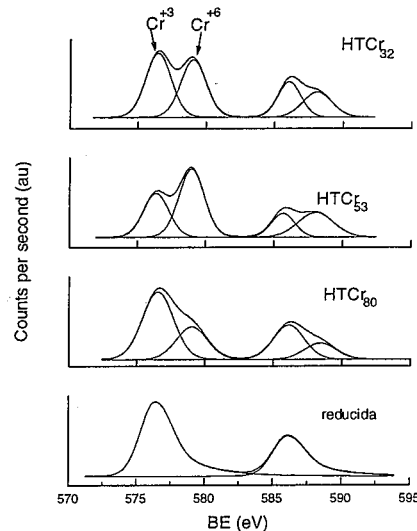 Cr+3 Cr+6
HTCr32
HTCr53
HTCr80
reducida
Counts per second (au)
570 575 580 585 590 595
BE (eV)